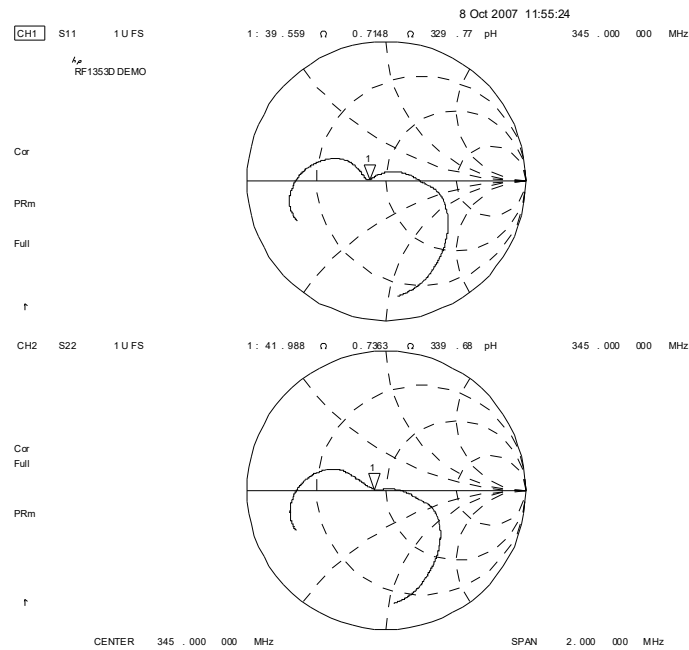 8 Oct 2007 11:55:24
CH1 S11 1 U FS 1: 39 .559 Ω 0.7148 Ω 329 .77 pH 345 .000 000 MHz
hp
RF1353D DEMO
1
Cor
PRm
Full
↑
CH2 S22 1 U FS 1: 41 .988 Ω 0.7363 Ω 339 .68 pH 345 .000 000 MHz
Cor
Full
1
PRm
↑
CENTER 345 .000 000 MHz SPAN 2.000 000 MHz